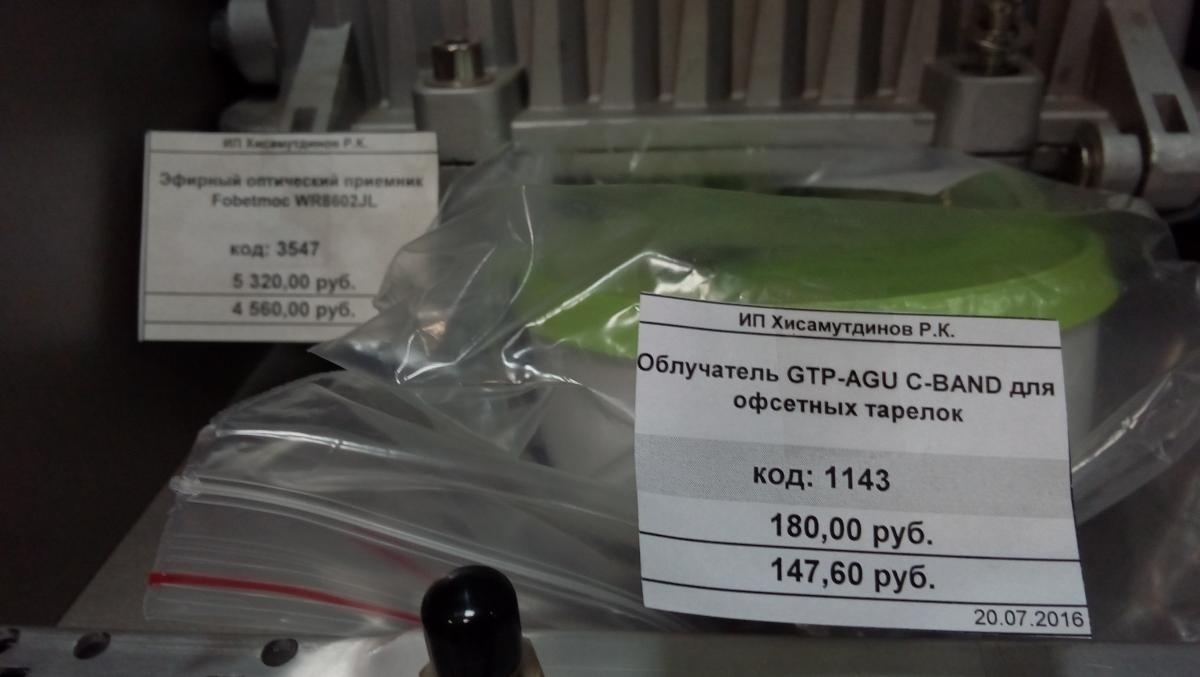 ИП Хисамутдинов Р.К.
Эфирный оптический приемник
Fobetmoc WR8602JL
код: 3547
5 320,00 руб.
4 560,00 руб.
ИП Хисамутдинов Р.К.
Облучатель GTP-AGU C-BAND для
офсетных тарелок
код: 1143
180,00 руб.
147,60 руб.
20.07.2016